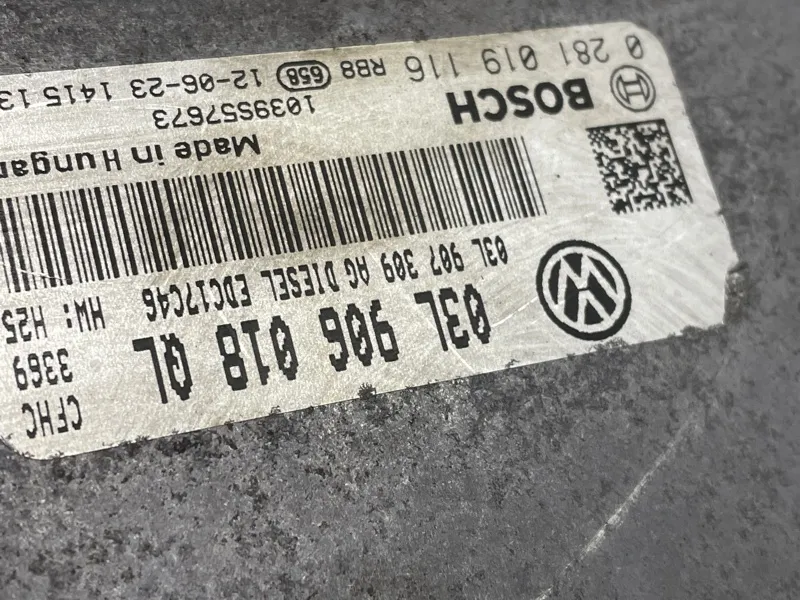 03L 906 018 QL CFHC
3369
03L 907 309 AG DIESEL EDC17C46 HW: H25
Made in Hungar
BOSCH 1039S57673
0 281 019 116 RB8 658 12-06-23 1415 13